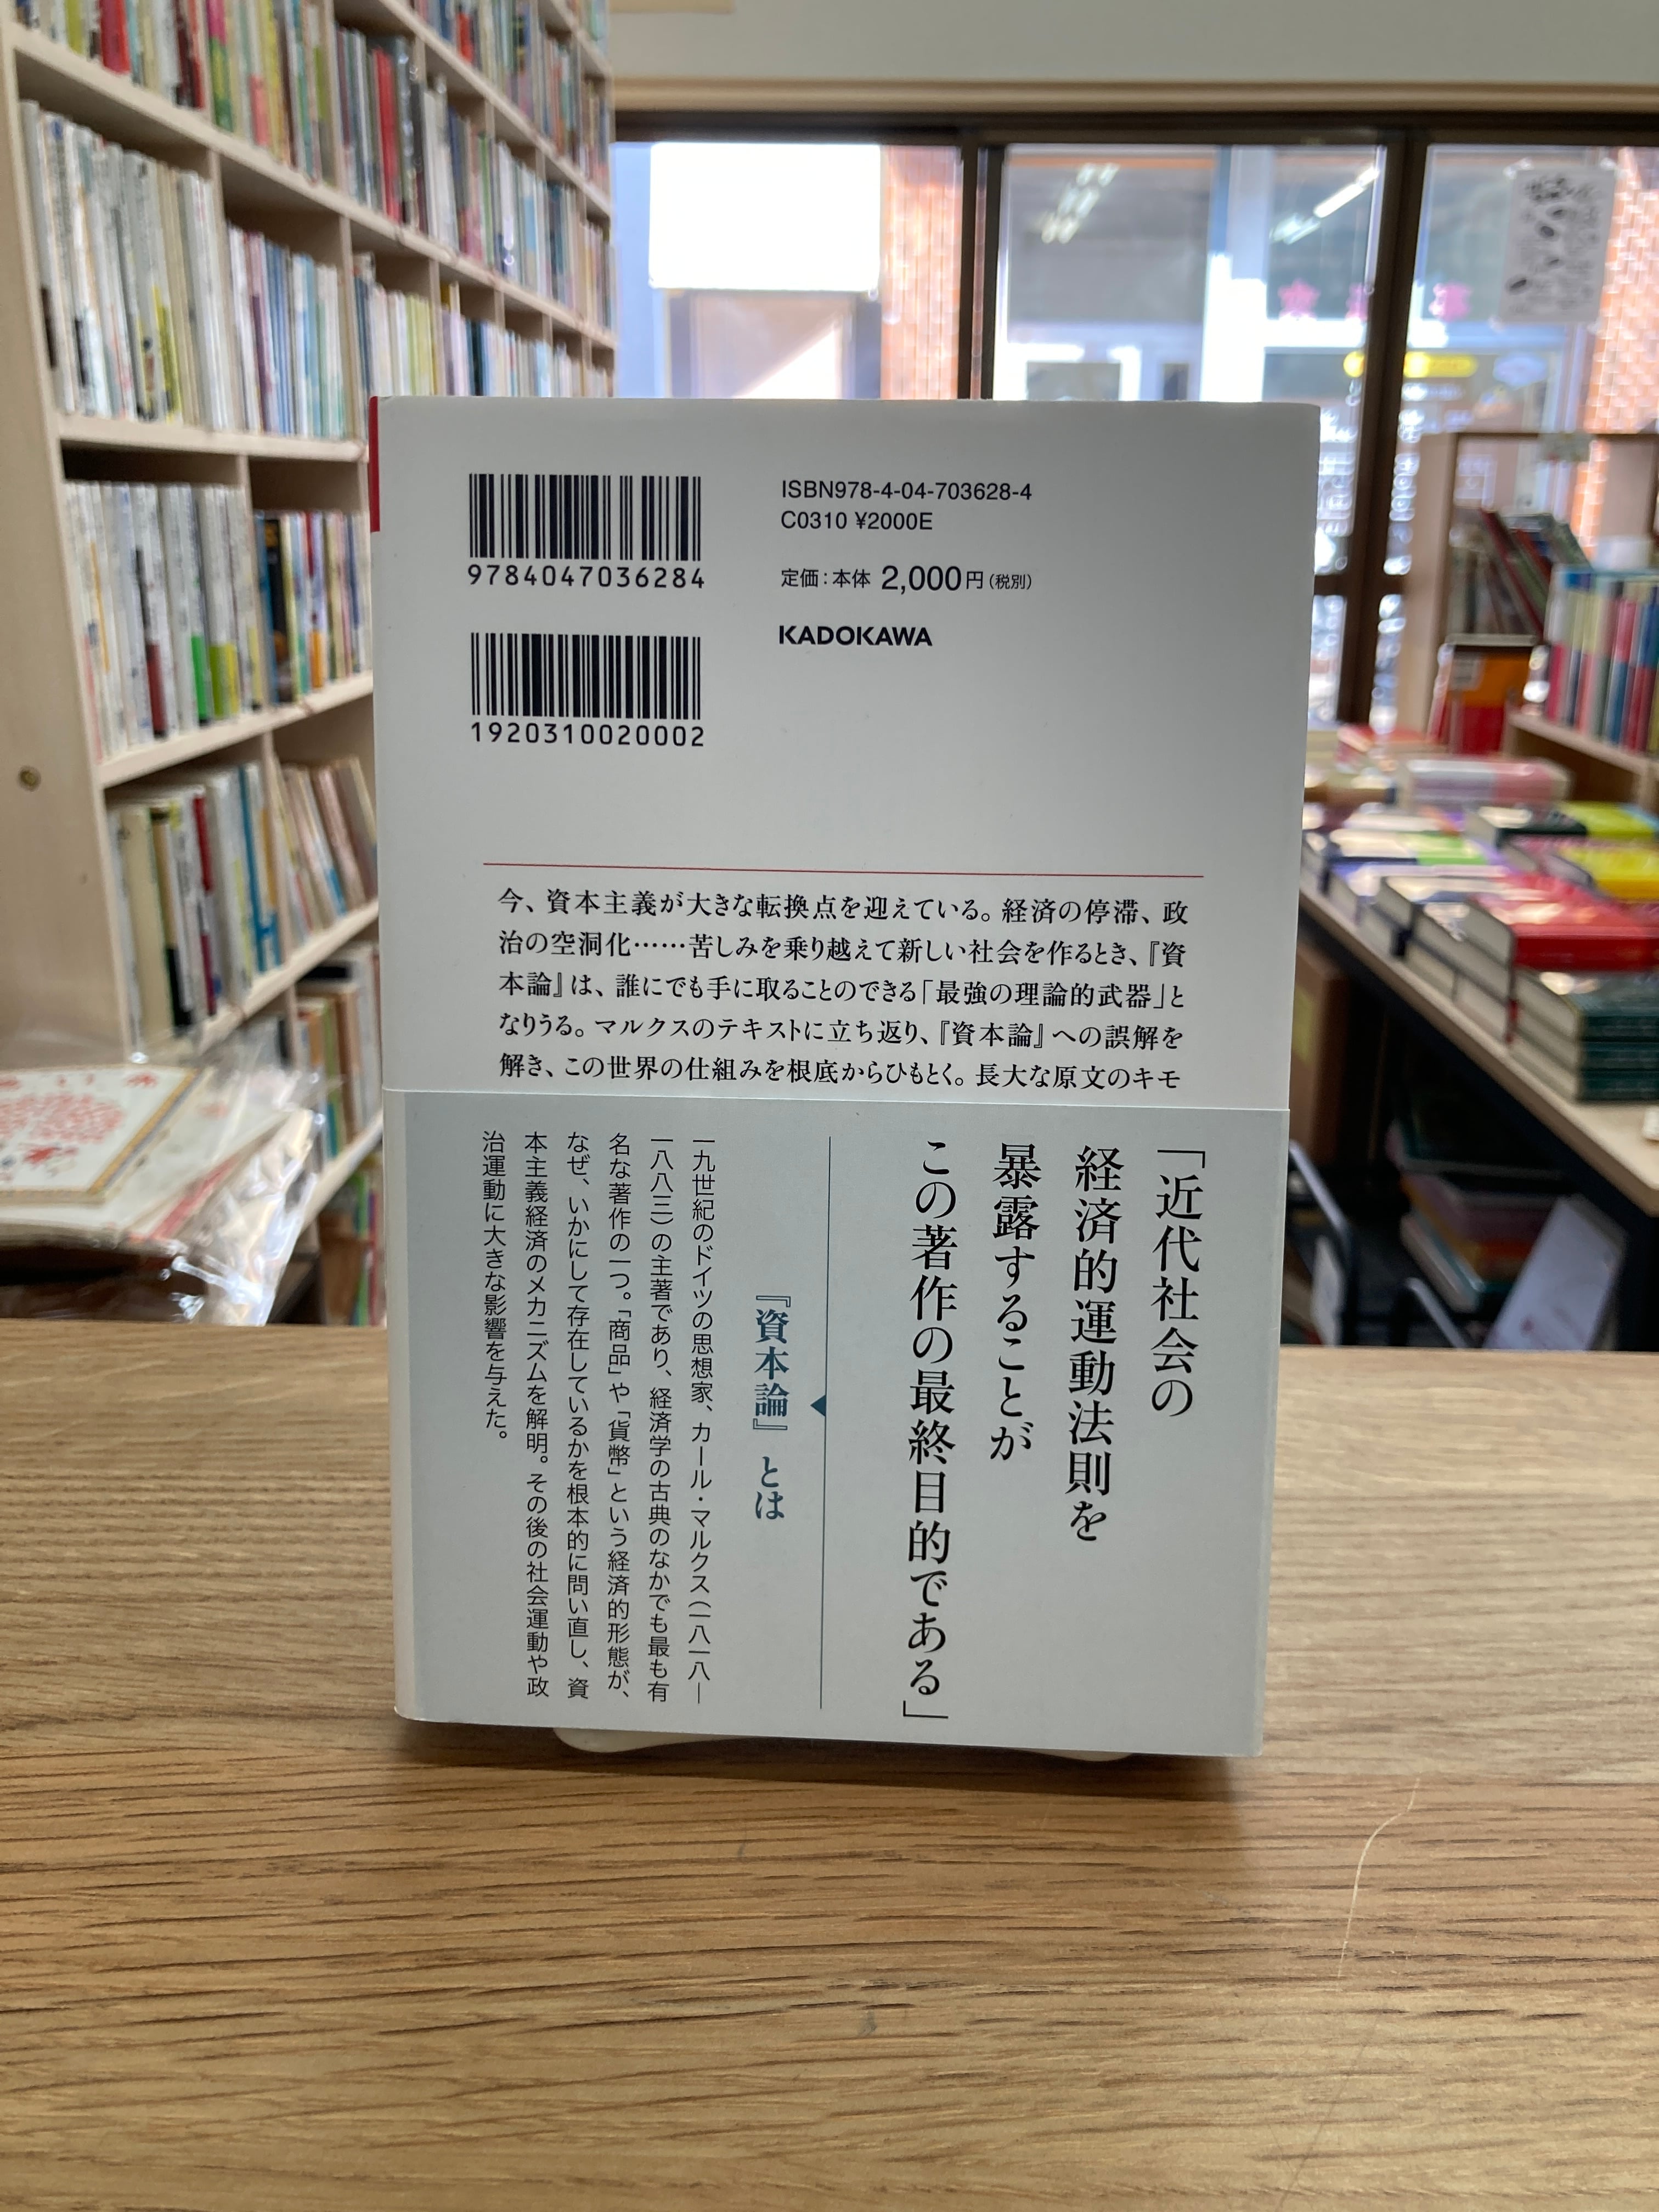 9784047036284
1920310020002
ISBN978-4-04-703628-4
C0310 ¥2000E
定価：本体 2,000円（税別）
KADOKAWA
今、資本主義が大きな転換点を迎えている。経済の停滞、政
治の空洞化……苦しみを乗り越えて新しい社会を作るとき、『資
本論』は、誰にでも手に取ることのできる「最強の理論的武器」と
なりうる。マルクスのテキストに立ち返り、『資本論』への誤解を
解き、この世界の仕組みを根底からひもとく。長大な原文のキモ
「近代社会の
経済的運動法則を
暴露することが
この著作の最終目的である」
『資本論』とは
一九世紀のドイツの思想家、カール・マルクス（一八一八―
一八八三）の主著であり、経済学の古典のなかでも最も有
名な著作の一つ。「商品」や「貨幣」という経済的形態が、
なぜ、いかにして存在しているかを根本的に問い直し、資
本主義経済のメカニズムを解明。その後の社会運動や政
治運動に大きな影響を与えた。